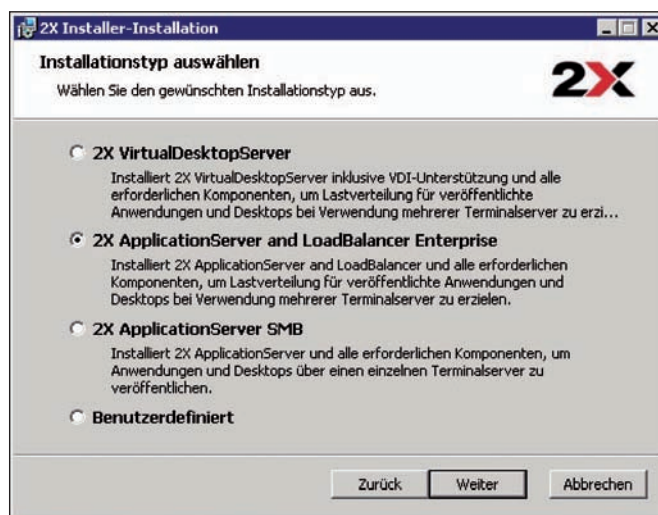 2X Installer-Installation
Installationstyp auswählen
Wählen Sie den gewünschten Installationstyp aus.
2X
2X VirtualDesktopServer
Installiert 2X VirtualDesktopServer inklusive VDI-Unterstützung und alle
erforderlichen Komponenten, um Lastverteilung für veröffentlichte
Anwendungen und Desktops bei Verwendung mehrerer Terminalserver zu erzi...
2X ApplicationServer and LoadBalancer Enterprise
Installiert 2X ApplicationServer and LoadBalancer und alle erforderlichen
Komponenten, um Lastverteilung für veröffentlichte Anwendungen und
Desktops bei Verwendung mehrerer Terminalserver zu erzielen.
2X ApplicationServer SMB
Installiert 2X ApplicationServer und alle erforderlichen Komponenten, um
Anwendungen und Desktops über einen einzelnen Terminalserver zu
veröffentlichen.
Benutzerdefiniert
Zurück
Weiter
Abbrechen